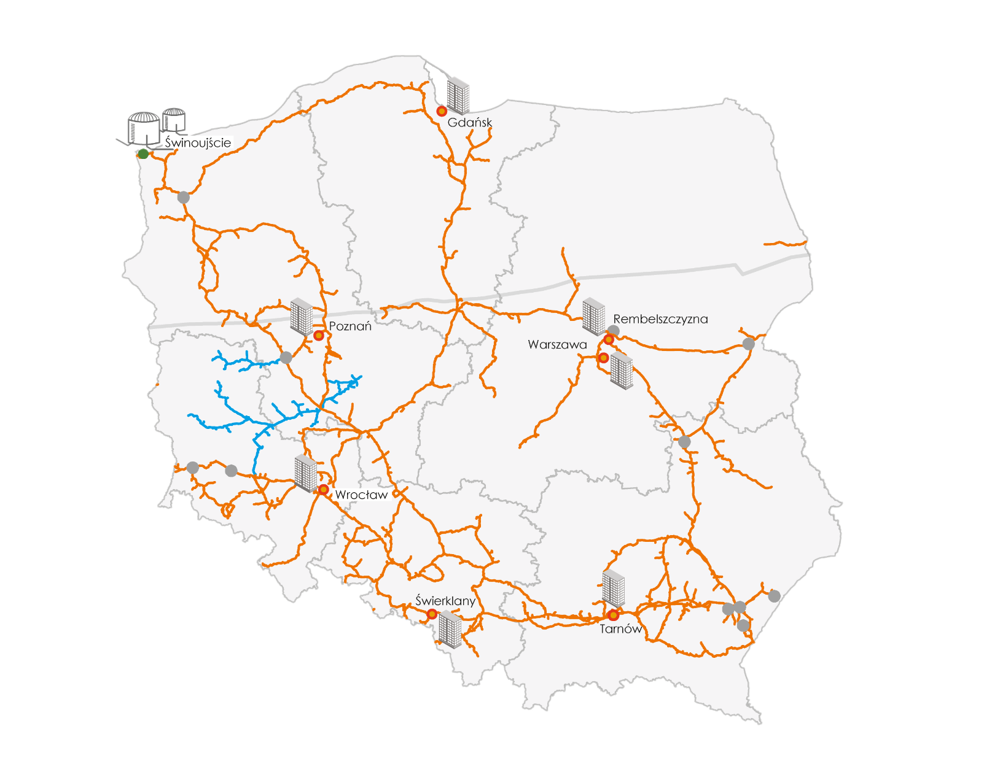 Gdańsk
Świnoujście
Rembelszczyzna
Poznań
Warszawa
Wrocław
Świerklany
Tarnów